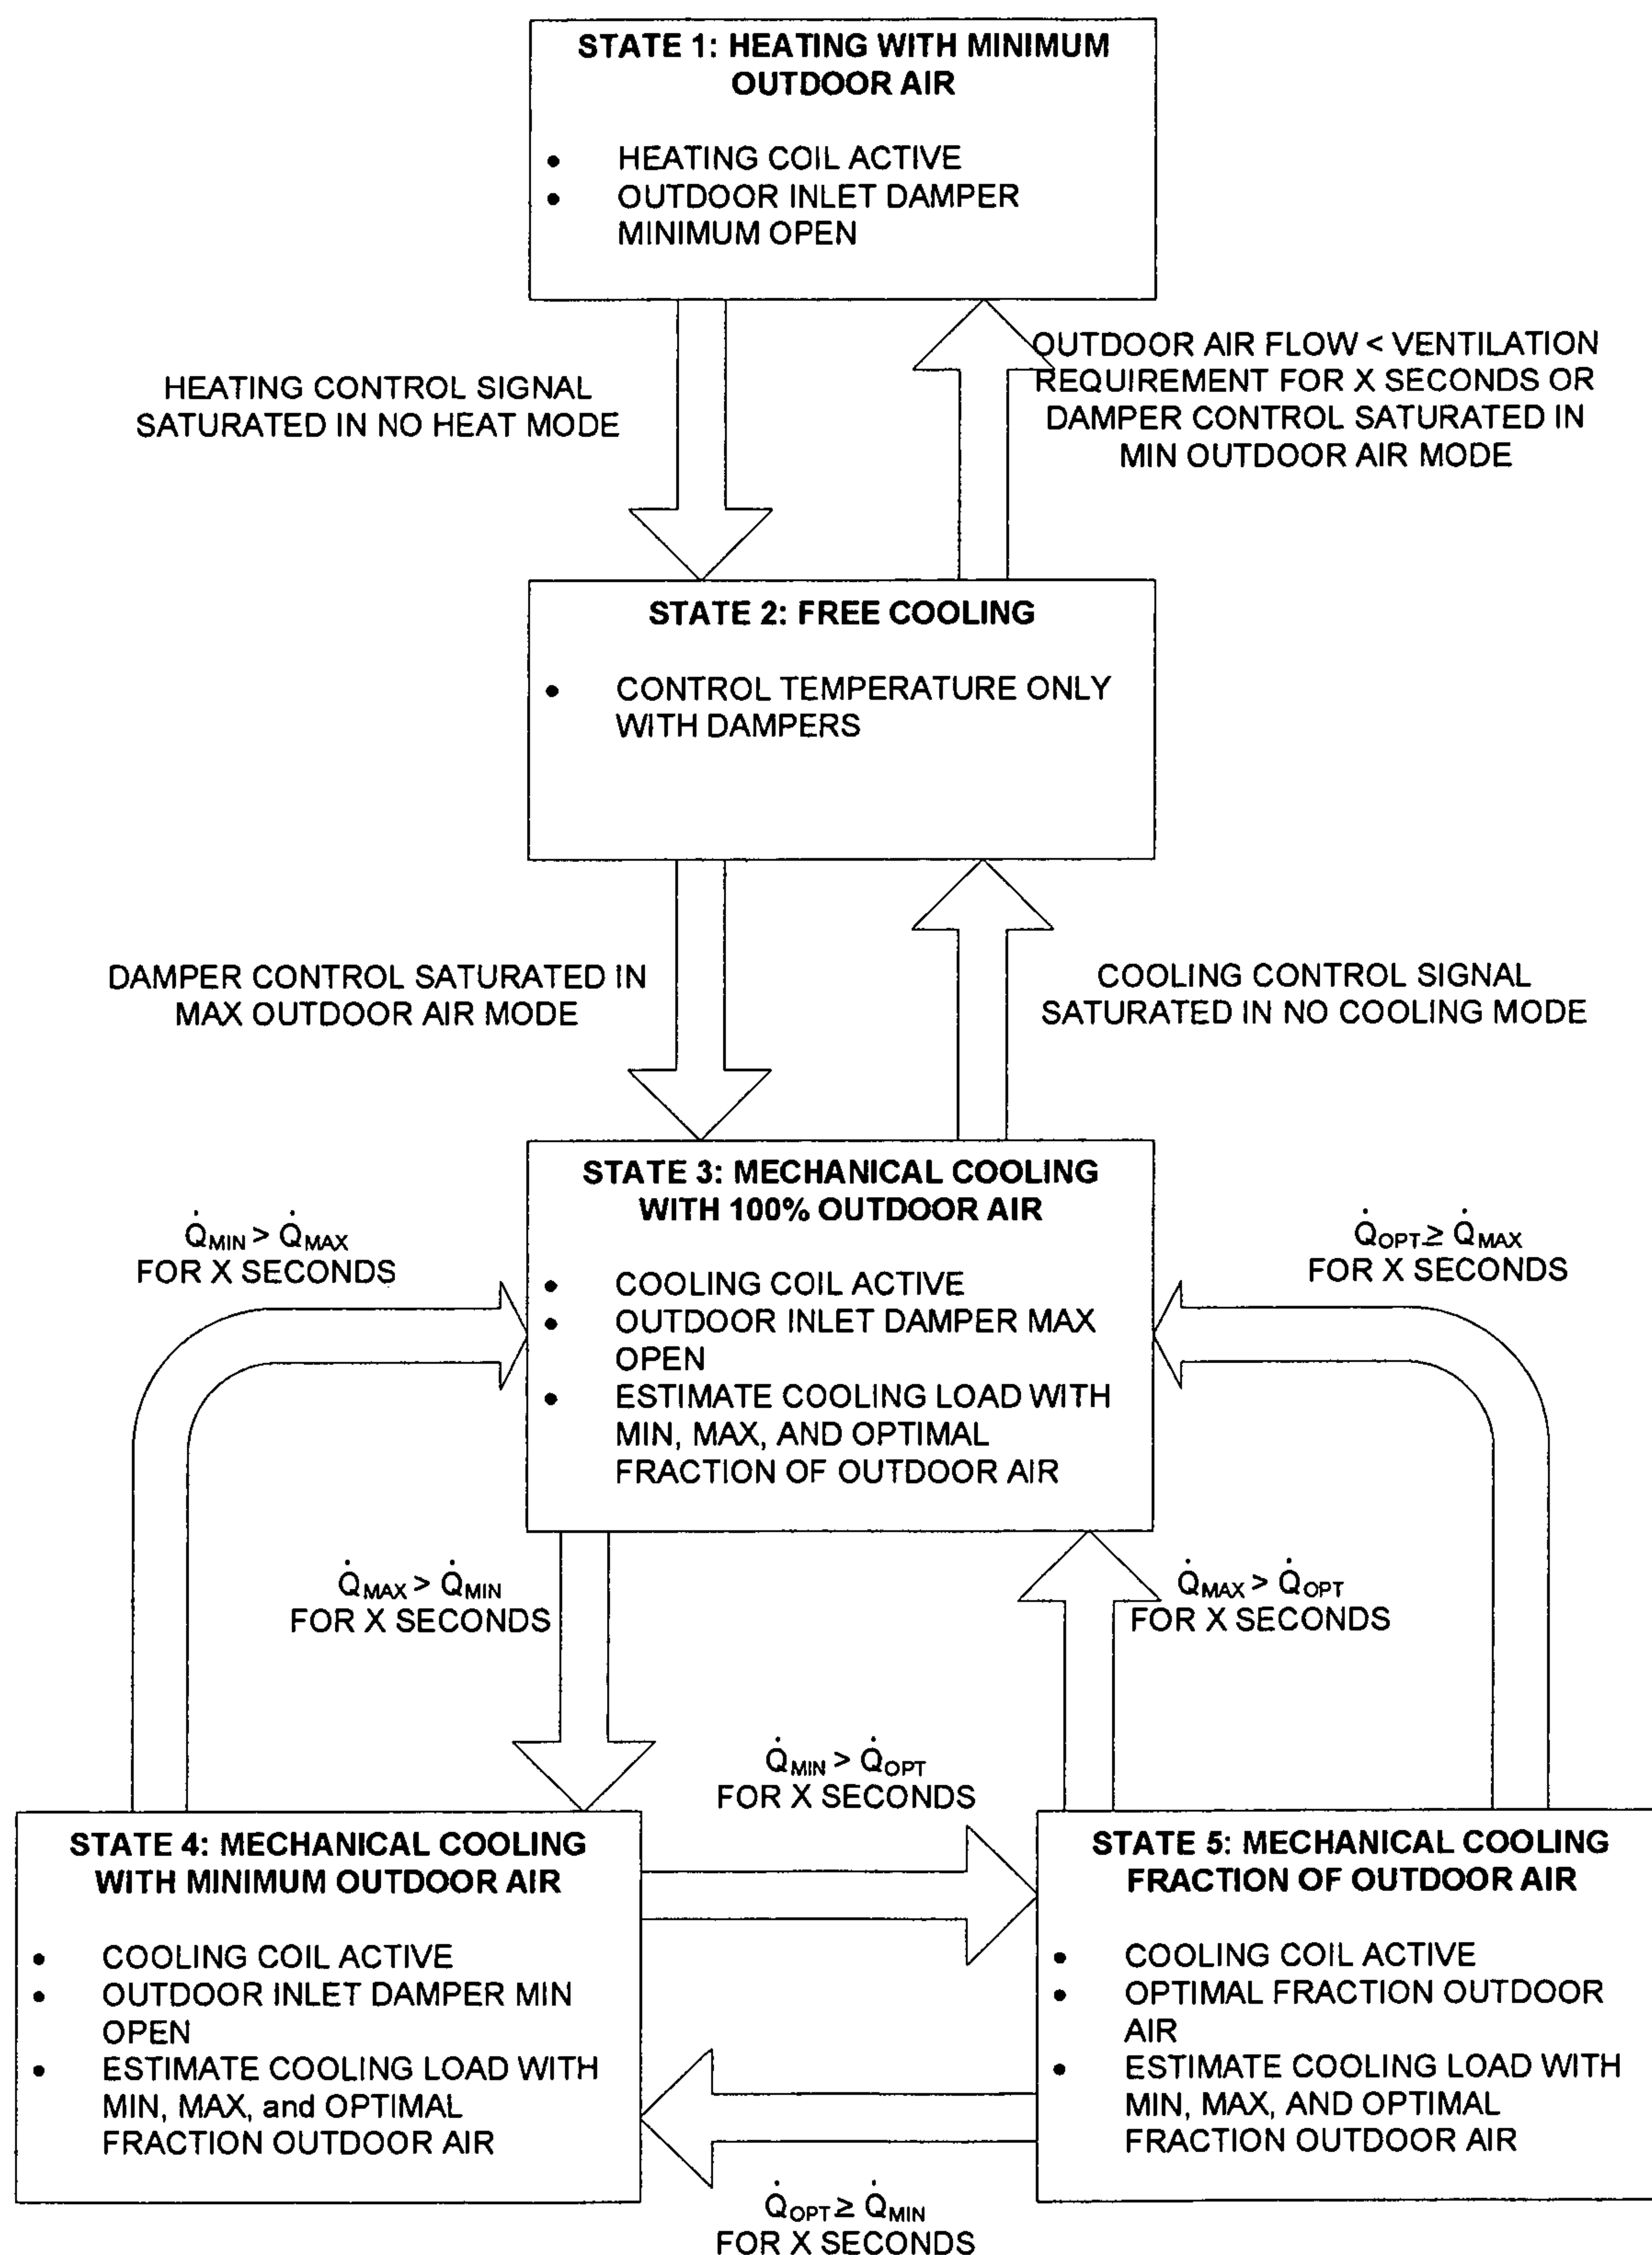 STATE 1: HEATING WITH MINIMUM
OUTDOOR AIR
• HEATING COIL ACTIVE
• OUTDOOR INLET DAMPER
MINIMUM OPEN
HEATING CONTROL SIGNAL
SATURATED IN NO HEAT MODE
OUTDOOR AIR FLOW < VENTILATION
REQUIREMENT FOR X SECONDS OR
DAMPER CONTROL SATURATED IN
MIN OUTDOOR AIR MODE
STATE 2: FREE COOLING
• CONTROL TEMPERATURE ONLY
WITH DAMPERS
DAMPER CONTROL SATURATED IN
MAX OUTDOOR AIR MODE
COOLING CONTROL SIGNAL
SATURATED IN NO COOLING MODE
STATE 3: MECHANICAL COOLING
WITH 100% OUTDOOR AIR
• COOLING COIL ACTIVE
• OUTDOOR INLET DAMPER MAX
OPEN
• ESTIMATE COOLING LOAD WITH
MIN, MAX, AND OPTIMAL
FRACTION OF OUTDOOR AIR
Q̇MIN > Q̇MAX
FOR X SECONDS
Q̇OPT ≥ Q̇MAX
FOR X SECONDS
Q̇MAX > Q̇MIN
FOR X SECONDS
Q̇MAX > Q̇OPT
FOR X SECONDS
Q̇MIN > Q̇OPT
FOR X SECONDS
STATE 4: MECHANICAL COOLING
WITH MINIMUM OUTDOOR AIR
• COOLING COIL ACTIVE
• OUTDOOR INLET DAMPER MIN
OPEN
• ESTIMATE COOLING LOAD WITH
MIN, MAX, and OPTIMAL
FRACTION OUTDOOR AIR
STATE 5: MECHANICAL COOLING
FRACTION OF OUTDOOR AIR
• COOLING COIL ACTIVE
• OPTIMAL FRACTION OUTDOOR
AIR
• ESTIMATE COOLING LOAD WITH
MIN, MAX, AND OPTIMAL
FRACTION OUTDOOR AIR
Q̇OPT ≥ Q̇MIN
FOR X SECONDS